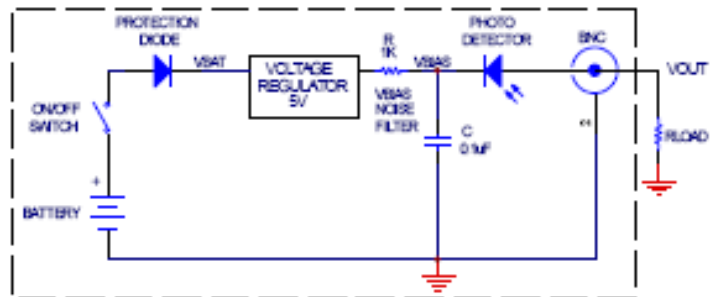 PROTECTION
DIODE
PHOTO
DETECTOR
BNC
R
1K
VBAT
VBIAS
VOUT
VOLTAGE
REGULATOR
5V
ON/OFF
SWITCH
VBIAS
NOISE
FILTER
C
0.1uF
RLOAD
+
BATTERY